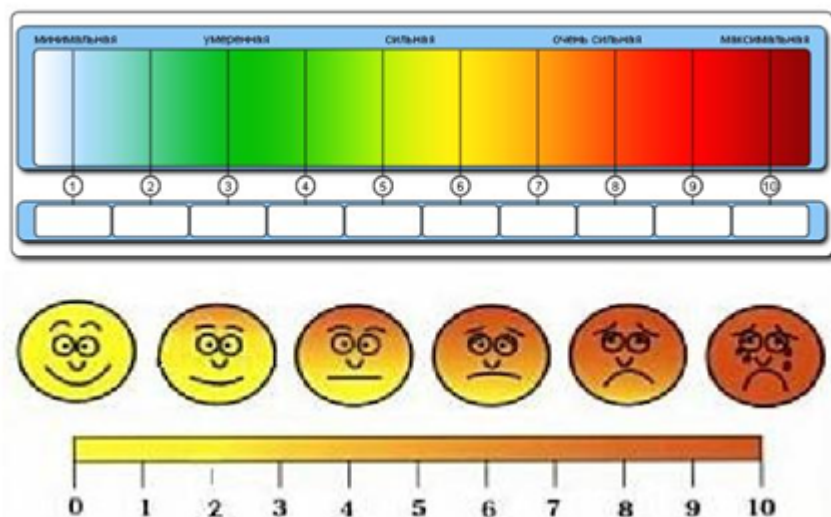 минимальная умеренная сильная очень сильная максимальная
1 2 3 4 5 6 7 8 9 10
0 1 2 3 4 5 6 7 8 9 10